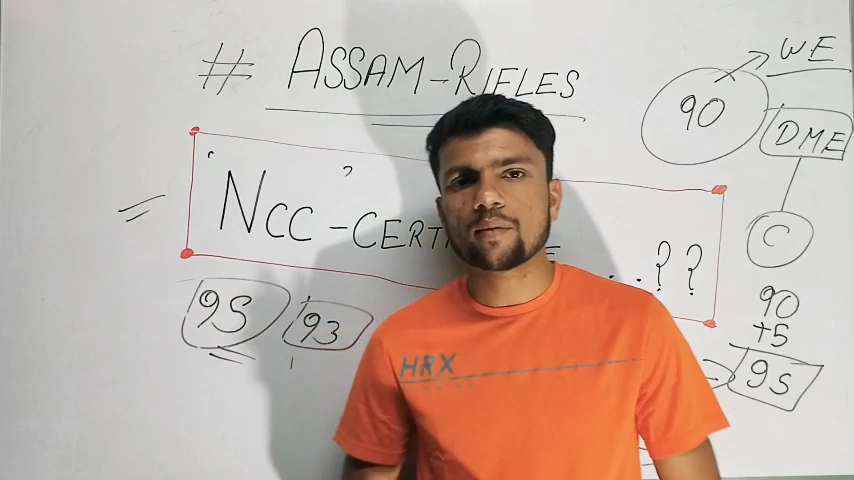 # ASSAM-RIFLES
WE
90
DME
NCC-CERT
..??
C
95
93
90
+5
95
HRX